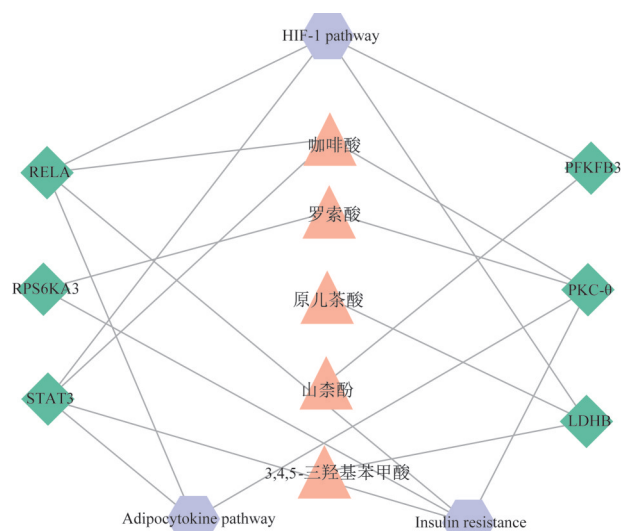 HIF-1 pathway
咖啡酸
RELA
PFKFB3
罗索酸
RPS6KA3
原儿茶酸
PKC-θ
山柰酚
STAT3
LDHB
3,4,5-三羟基苯甲酸
Adipocytokine pathway
Insulin resistance